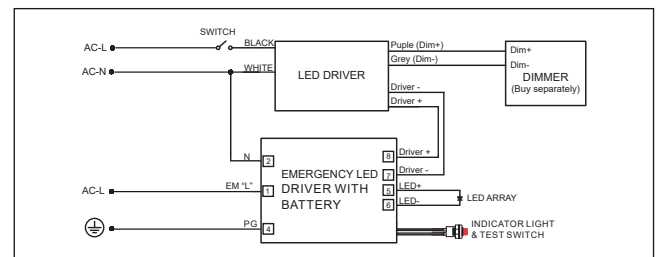 SWITCH
AC-L
BLACK
AC-N
WHITE
LED DRIVER
Puple (Dim+)
Grey (Dim-)
Driver -
Driver +
Dim+
Dim-
DIMMER
(Buy separately)
N
2
EM "L"
1
AC-L
PG
4
EMERGENCY LED
DRIVER WITH
BATTERY
8
Driver +
7
Driver -
5
LED+
6
LED-
LED ARRAY
INDICATOR LIGHT
& TEST SWITCH